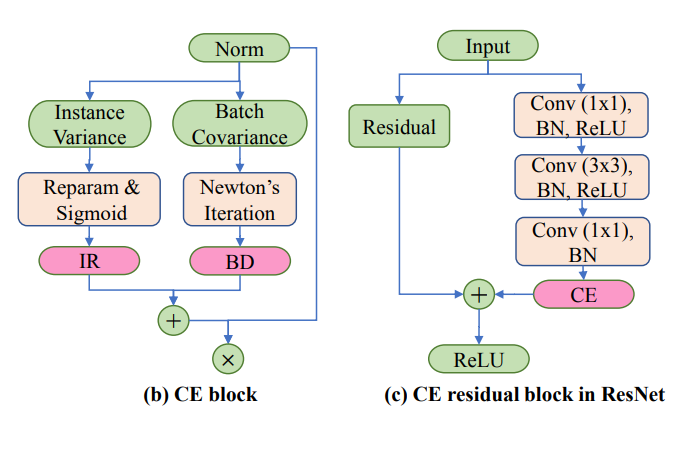 Norm
Instance
Variance
Batch
Covariance
Reparam &
Sigmoid
Newton's
Iteration
IR
BD
+
×
(b) CE block
Input
Residual
Conv (1x1),
BN, ReLU
Conv (3x3),
BN, ReLU
Conv (1x1),
BN
+
CE
ReLU
(c) CE residual block in ResNet